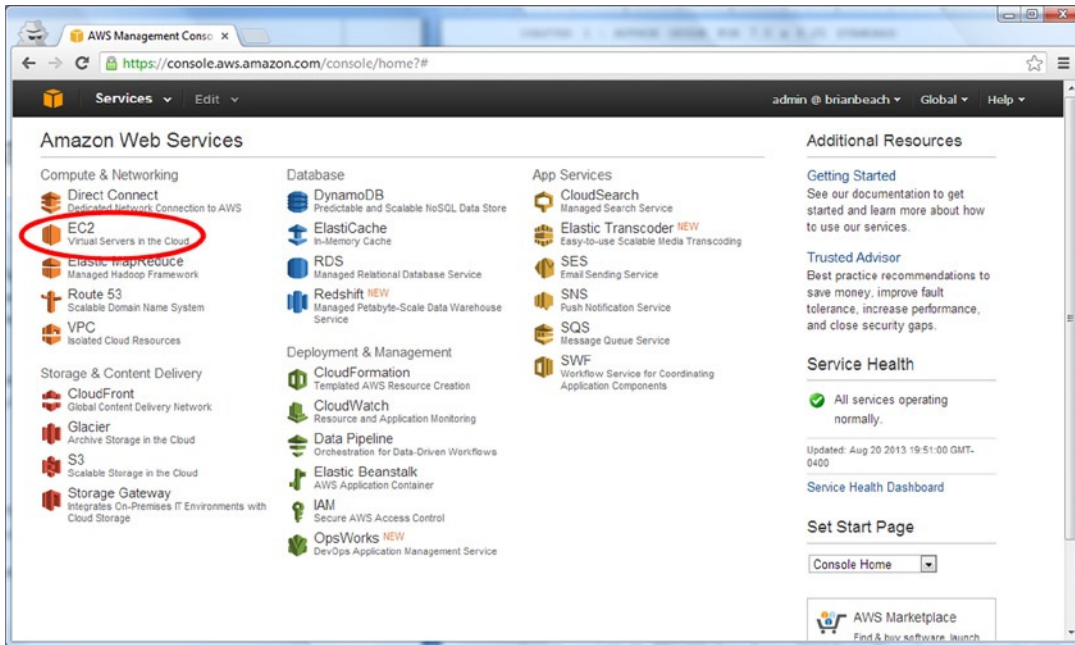 AWS Management Conso
https://console.aws.amazon.com/console/home?#
Services
Edit
admin @ brianbeach
Global
Help
Amazon Web Services
Compute & Networking
Direct Connect
Dedicated Network Connection to AWS
EC2
Virtual Servers in the Cloud
Elastic MapReduce
Managed Hadoop Framework
Route 53
Scalable Domain Name System
VPC
Isolated Cloud Resources
Storage & Content Delivery
CloudFront
Global Content Delivery Network
Glacier
Archive Storage in the Cloud
S3
Scalable Storage in the Cloud
Storage Gateway
Integrates On-Premises IT Environments with
Cloud Storage
Database
DynamoDB
Predictable and Scalable NoSQL Data Store
ElastiCache
In-Memory Cache
RDS
Managed Relational Database Service
Redshift NEW
Managed Petabyte-Scale Data Warehouse
Service
Deployment & Management
CloudFormation
Templated AWS Resource Creation
CloudWatch
Resource and Application Monitoring
Data Pipeline
Orchestration for Data-Driven Workflows
Elastic Beanstalk
AWS Application Container
IAM
Secure AWS Access Control
OpsWorks NEW
DevOps Application Management Service
App Services
CloudSearch
Managed Search Service
Elastic Transcoder NEW
Easy-to-use Scalable Media Transcoding
SES
Email Sending Service
SNS
Push Notification Service
SQS
Message Queue Service
SWF
Workflow Service for Coordinating
Application Components
Additional Resources
Getting Started
See our documentation to get
started and learn more about how
to use our services.
Trusted Advisor
Best practice recommendations to
save money, improve fault
tolerance, increase performance,
and close security gaps.
Service Health
All services operating
normally.
Updated: Aug 20 2013 19:51:00 GMT-
0400
Service Health Dashboard
Set Start Page
Console Home
AWS Marketplace
Find & buy software, launch